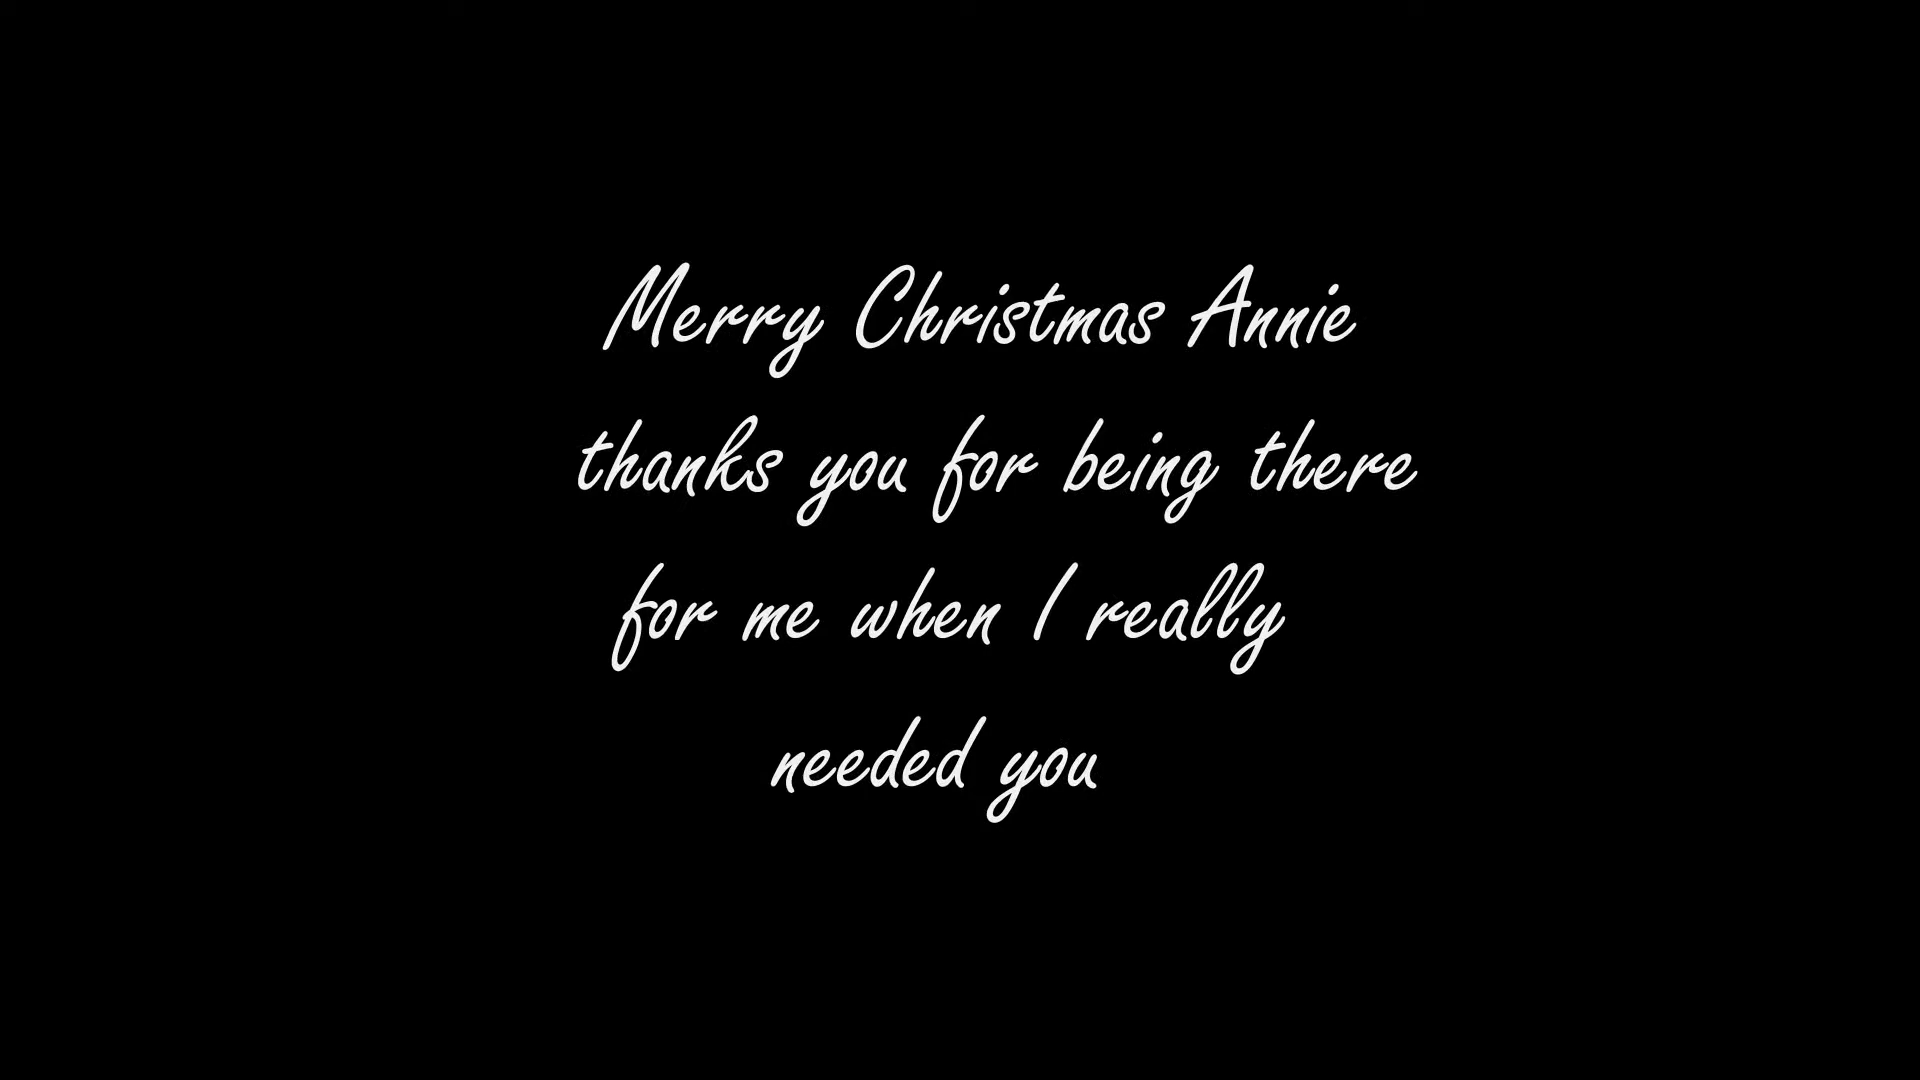 Merry Christmas Annie
thanks you for being there
for me when I really
needed you